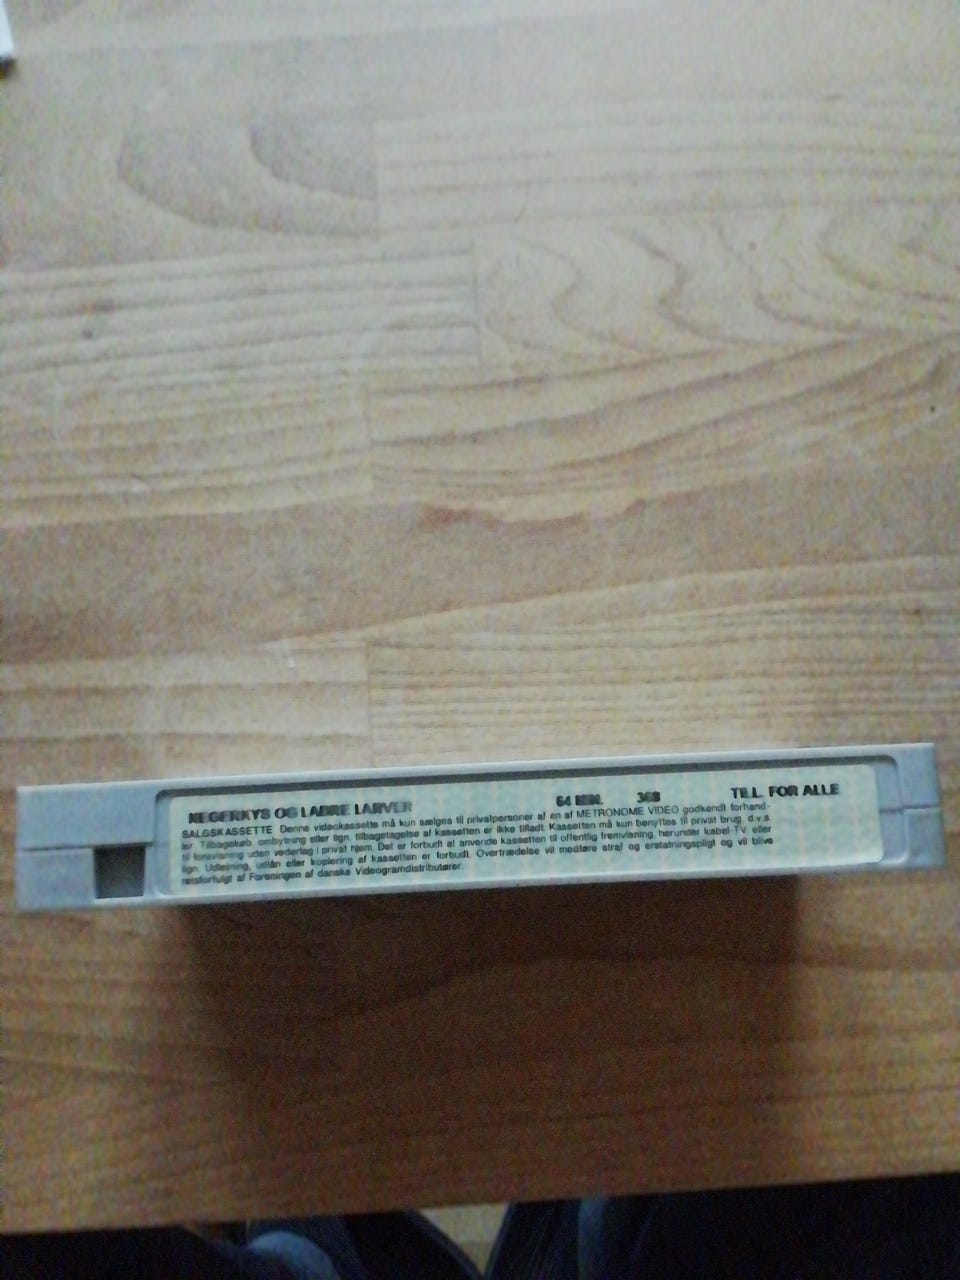 NEGERKYS OG LABRE LARVER 64 MIN. 368 TILL. FOR ALLE
SALGSKASSETTE Denne videokassette må kun sælges til privatpersoner af en af METRONOME VIDEO godkendt forhand-
ler Tilbagekøb, ombytning eller lign. tilbagetagelse af kassetten er ikke tilladt. Kassetten må kun benyttes til privat brug, d.v.s.
til forevisning uden vederlag i privat hjem. Det er forbudt at anvende kassetten til offentlig fremvisning, herunder kabel-TV eller
lign. Udlejning, udlån eller kopiering af kassetten er forbudt. Overtrædelse vil medføre straf og erstatningspligt og vil blive
retsforfulgt af Foreningen af danske Videogramdistributører.